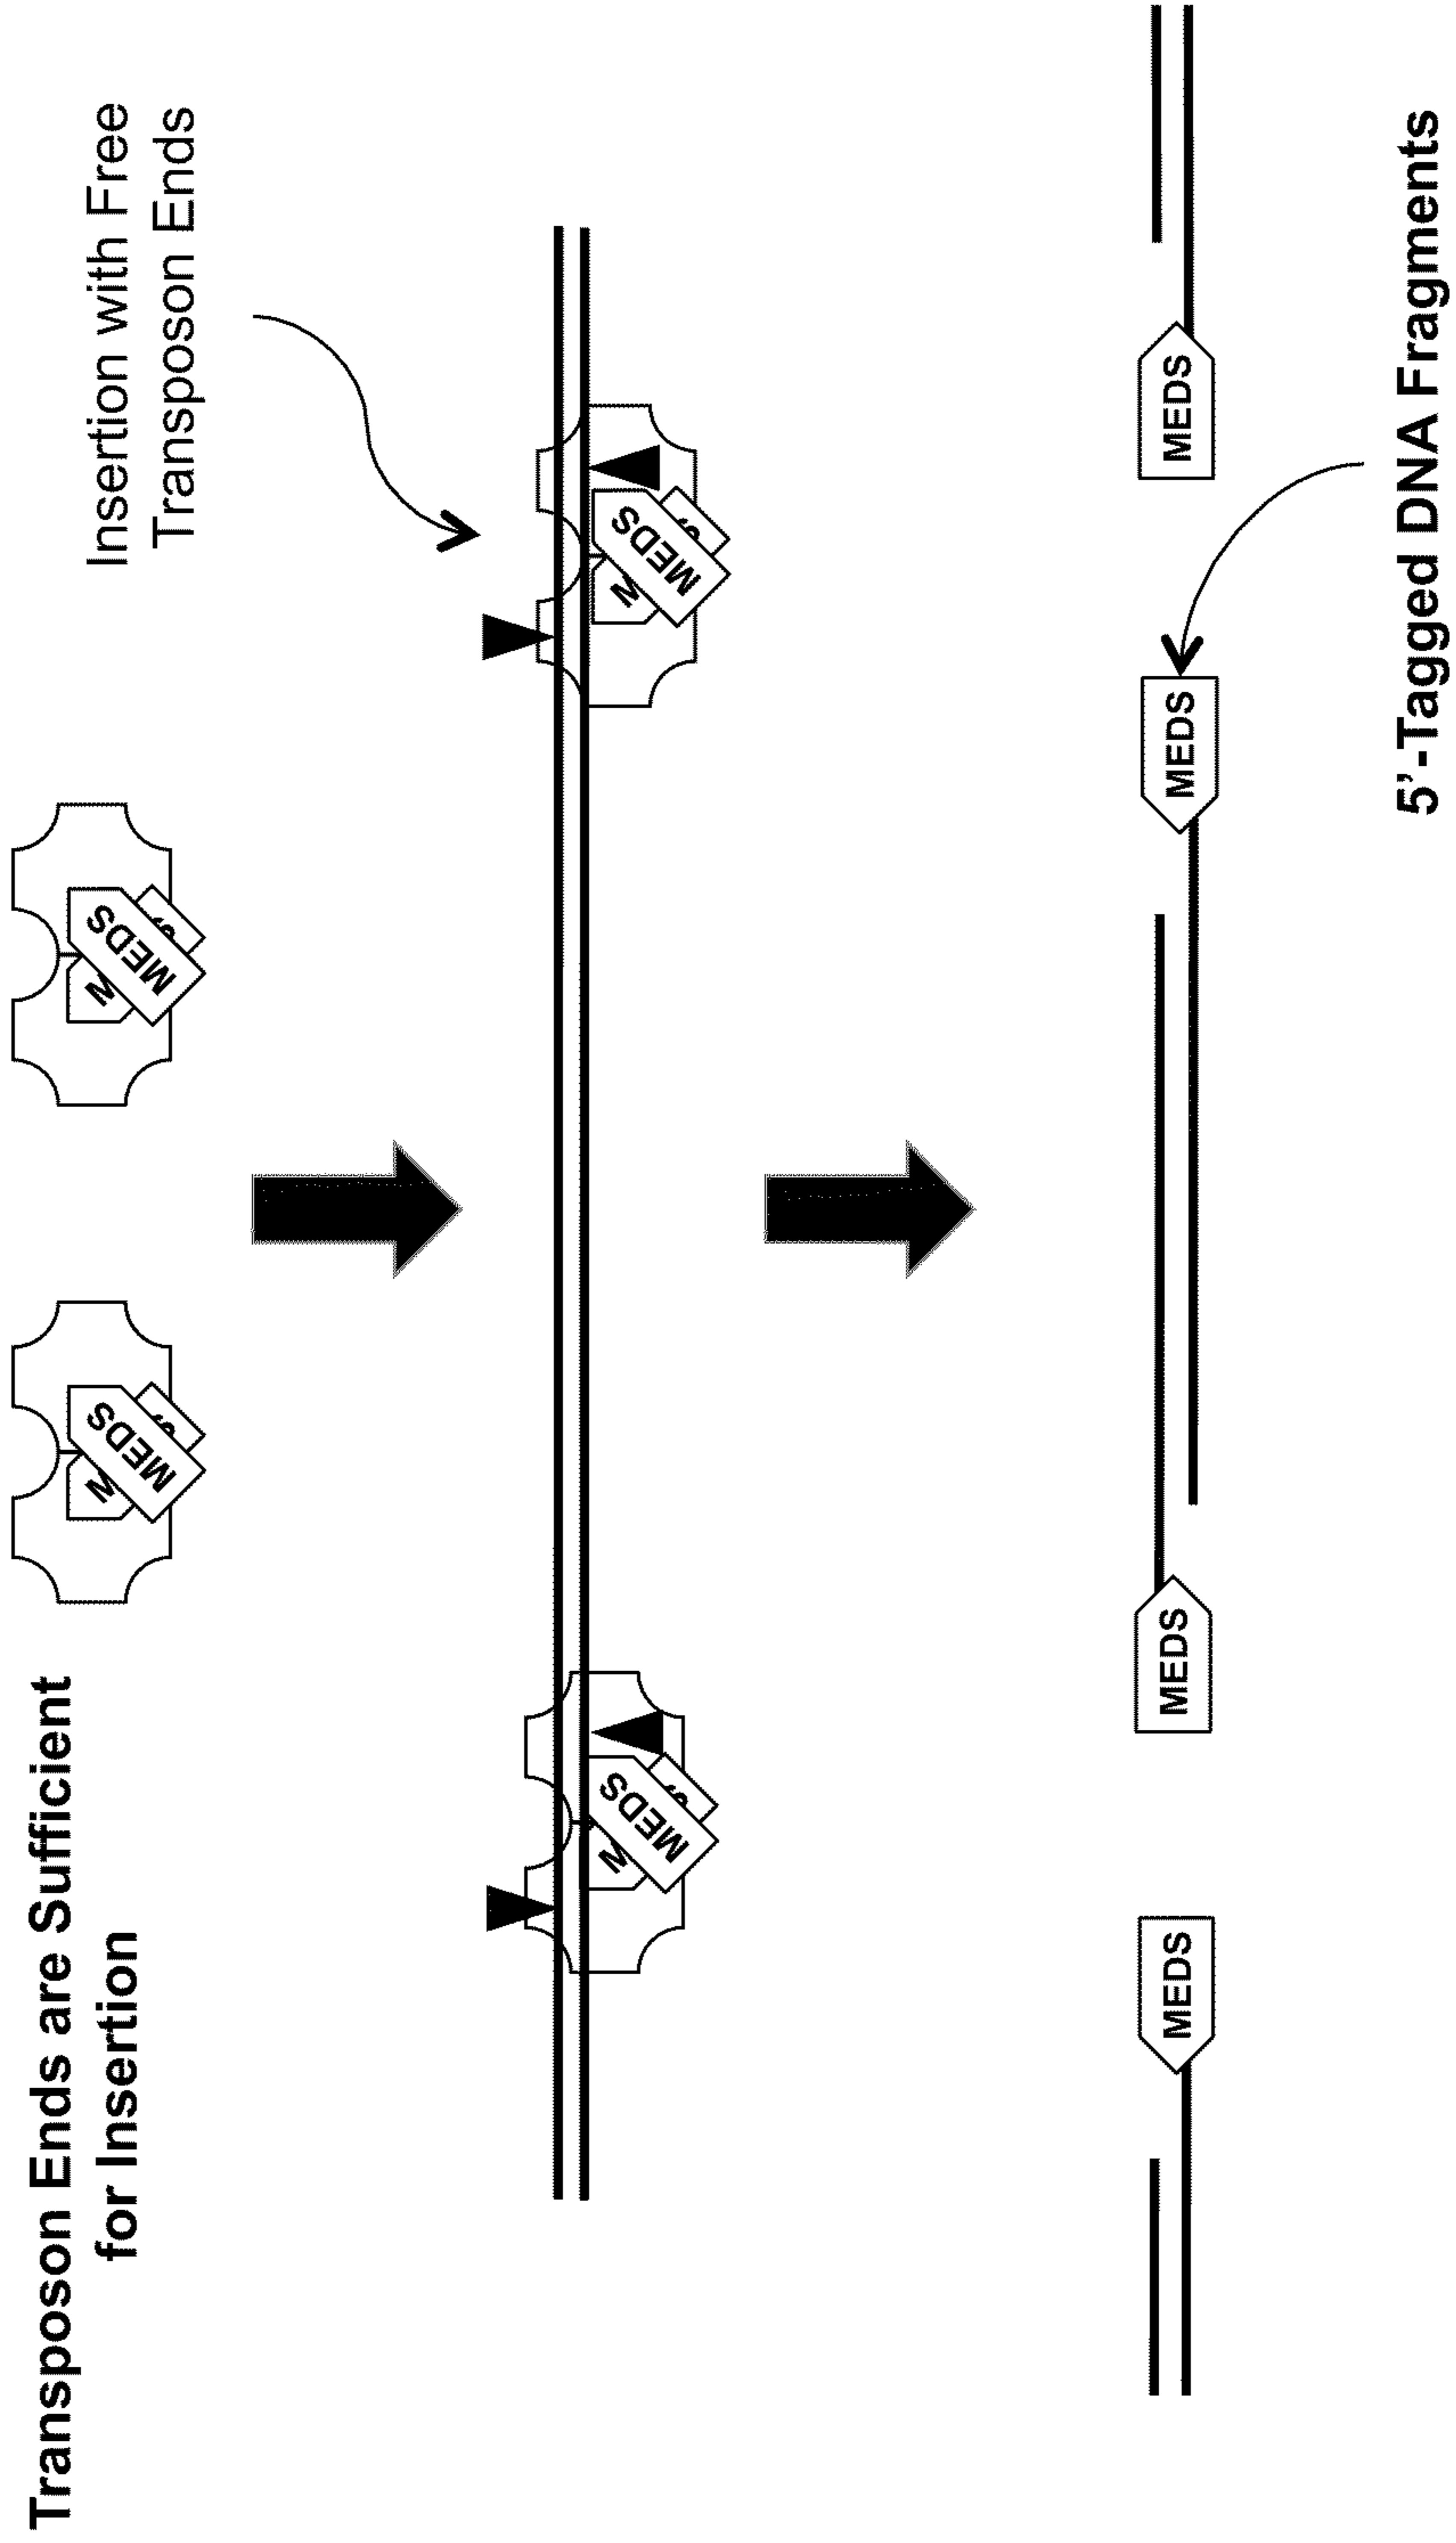 Transposon Ends are Sufficient
for Insertion
Insertion with Free
Transposon Ends
MEDS
MEDS
MEDS
MEDS
MEDS
MEDS
MEDS
MEDS
5'-Tagged DNA Fragments